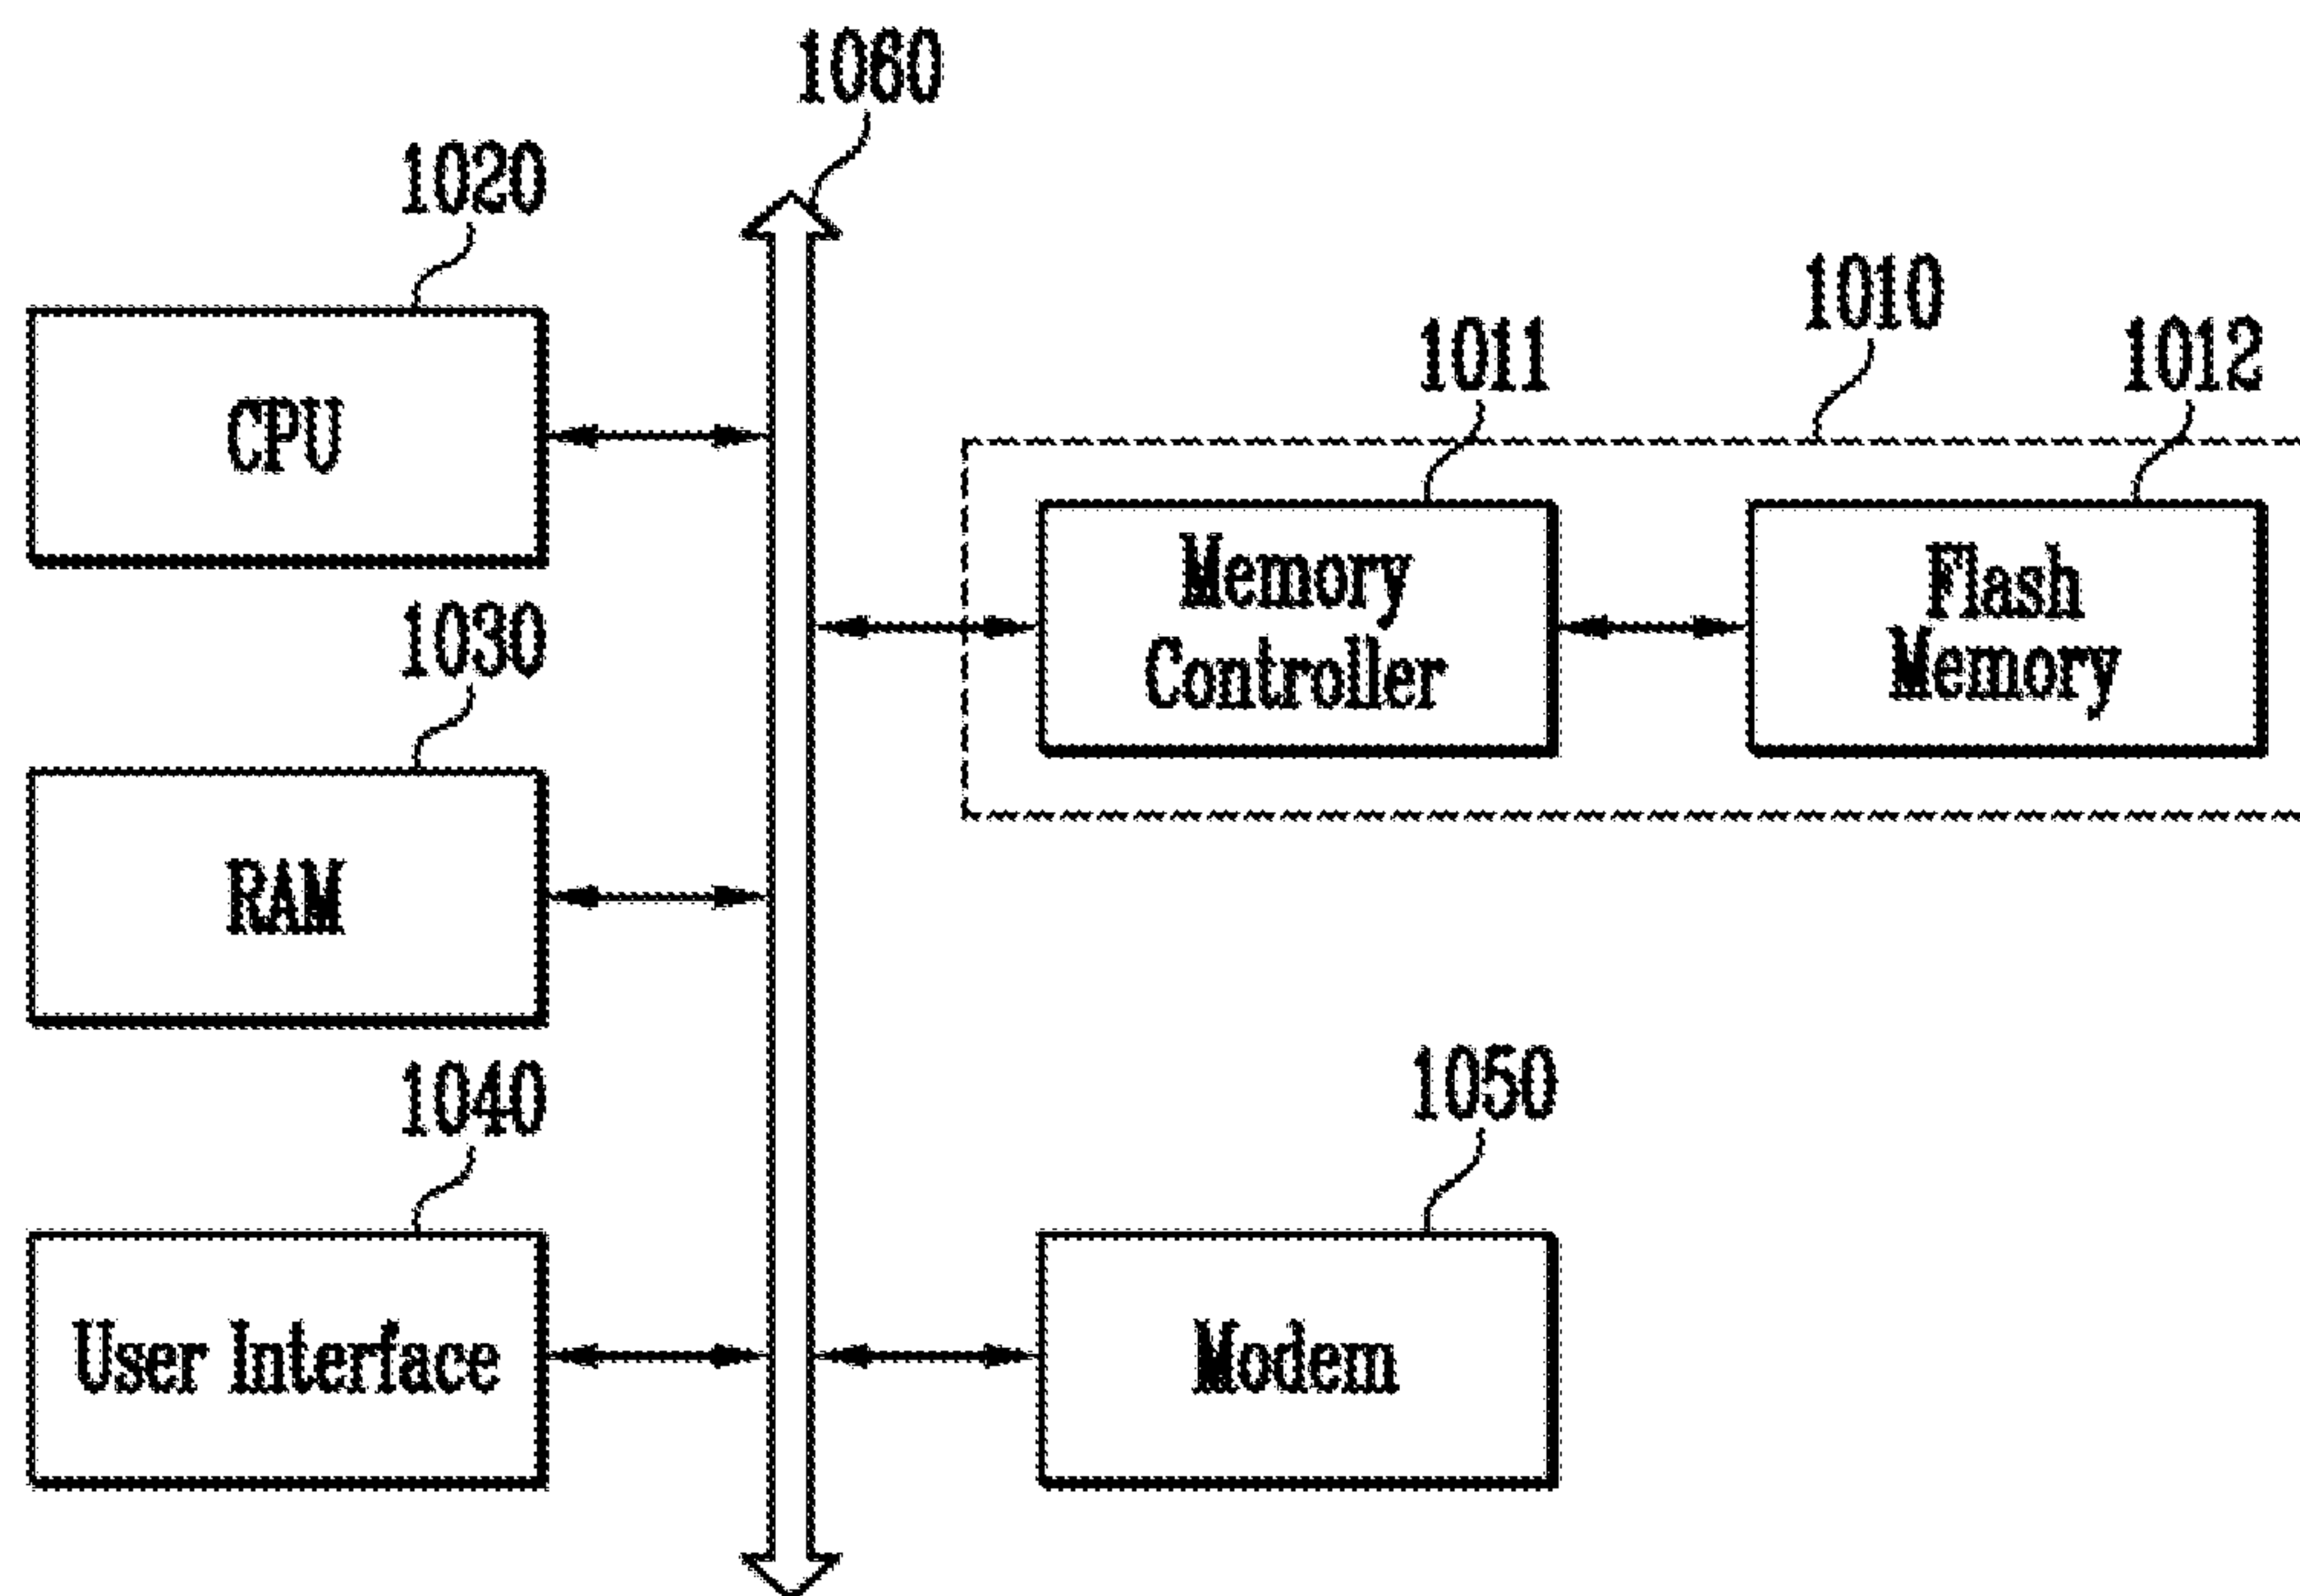 1060
1020
1010
1011
1012
CPU
Memory
Controller
Flash
Memory
1030
RAM
1040
1050
User Interface
Modem